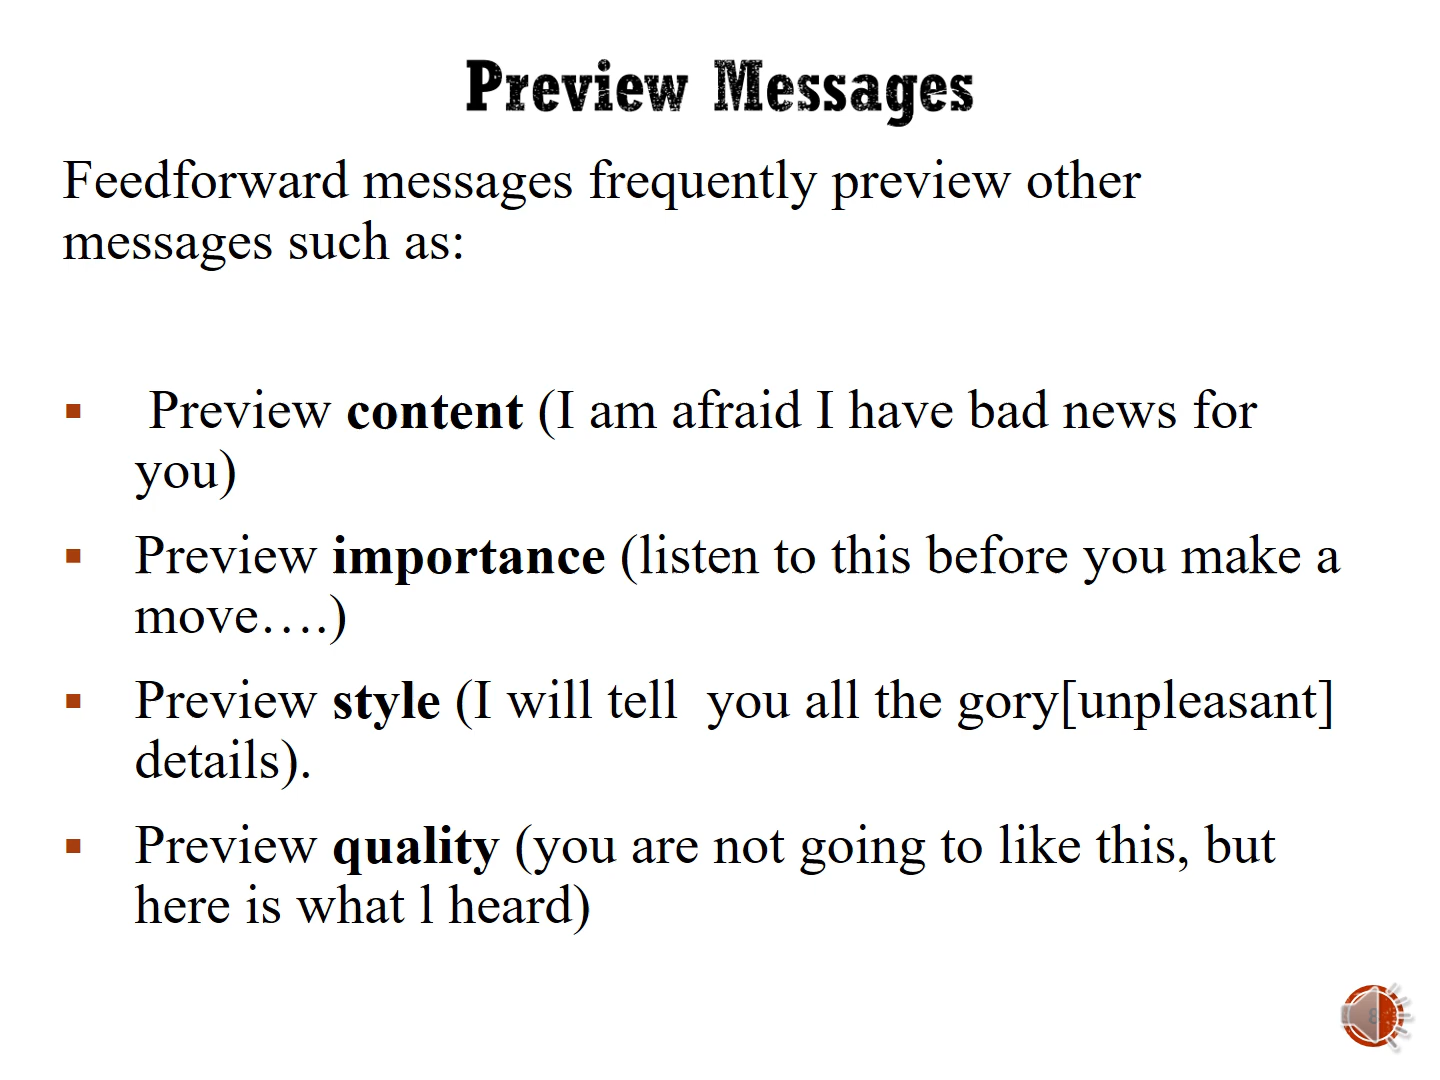 Preview Messages
Feedforward messages frequently preview other
messages such as:
▪ Preview content (I am afraid I have bad news for
you)
▪ Preview importance (listen to this before you make a
move….)
▪ Preview style (I will tell  you all the gory[unpleasant]
details).
▪ Preview quality (you are not going to like this, but
here is what l heard)